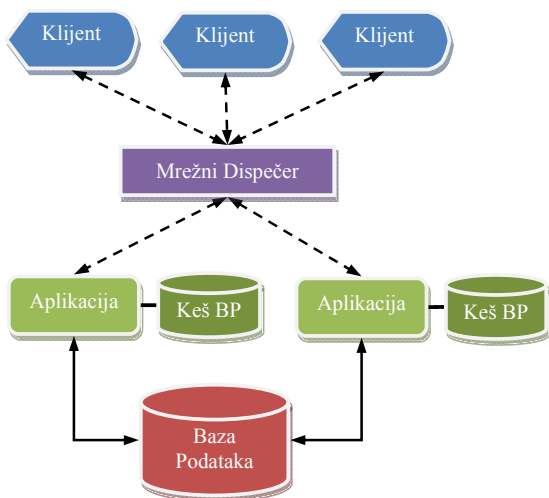 Klijent
Klijent
Klijent
Mrežni Dispečer
Aplikacija
Keš BP
Aplikacija
Keš BP
Baza
Podataka